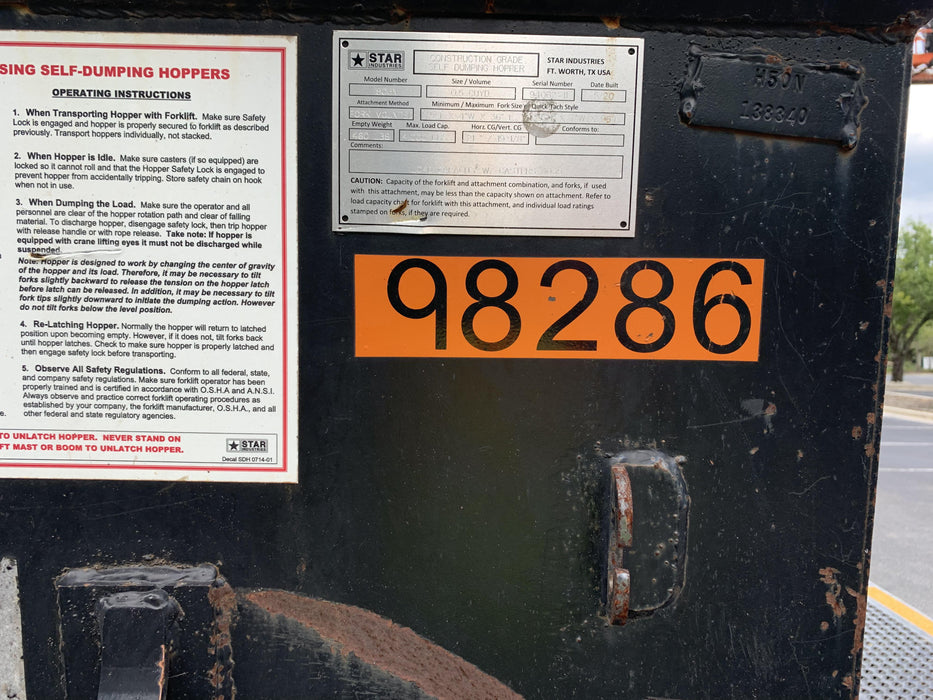 SING SELF-DUMPING HOPPERS
OPERATING INSTRUCTIONS
1. When Transporting Hopper with Forklift. Make sure Safety
Lock is engaged and hopper is properly secured to forklift as described
previously. Transport hoppers individually, not stacked.
2. When Hopper is Idle. Make sure casters (if so equipped) are
locked so it cannot roll and that the Hopper Safety Lock is engaged to
prevent hopper from accidentally tripping. Store safety chain on hook
when not in use.
3. When Dumping the Load. Make sure the operator and all
personnel are clear of the hopper rotation path and clear of falling
material. To discharge hopper, disengage safety lock, then trip hopper
with release handle or with rope release. Take note: If hopper is
equipped with crane lifting eyes it must not be discharged while
suspended.
Note: Hopper is designed to work by changing the center of gravity
of the hopper and its load. Therefore, it may be necessary to tilt
forks slightly backward to release the tension on the hopper latch
before latch can be released. In addition, it may be necessary to tilt
fork tips slightly downward to initiate the dumping action. However
do not tilt forks below the level position.
4. Re-Latching Hopper. Normally the hopper will return to latched
position upon becoming empty. However, if it does not, tilt forks back
until hopper latches. Check to make sure hopper is properly latched and
then engage safety lock before transporting.
5. Observe All Safety Regulations. Conform to all federal, state,
and company safety regulations. Make sure forklift operator has been
properly trained and is certified in accordance with O.S.H.A and A.N.S.I.
Always observe and practice correct forklift operating procedures as
established by your company, the forklift manufacturer, O.S.H.A., and all
e. other federal and state regulatory agencies.
TO UNLATCH HOPPER. NEVER STAND ON
FT MAST OR BOOM TO UNLATCH HOPPER.
STAR
INDUSTRIES
Decal SDH 0714-01
STAR
INDUSTRIES
CONSTRUCTION GRADE
SELF DUMPING HOPPER
STAR INDUSTRIES
FT. WORTH, TX USA
Model Number Size / Volume Serial Number Date Built
0.5 CUYD 20
Attachment Method Minimum / Maximum Fork Size Quick Tach Style
Empty Weight Max. Load Cap. Horz. CG/Vert. CG Conforms to:
Comments:
CAUTION: Capacity of the forklift and attachment combination, and forks, if used
with this attachment, may be less than the capacity shown on attachment. Refer to
load capacity chart for forklift with this attachment, and individual load ratings
stamped on forks, if they are required.
98286
H50N
138340